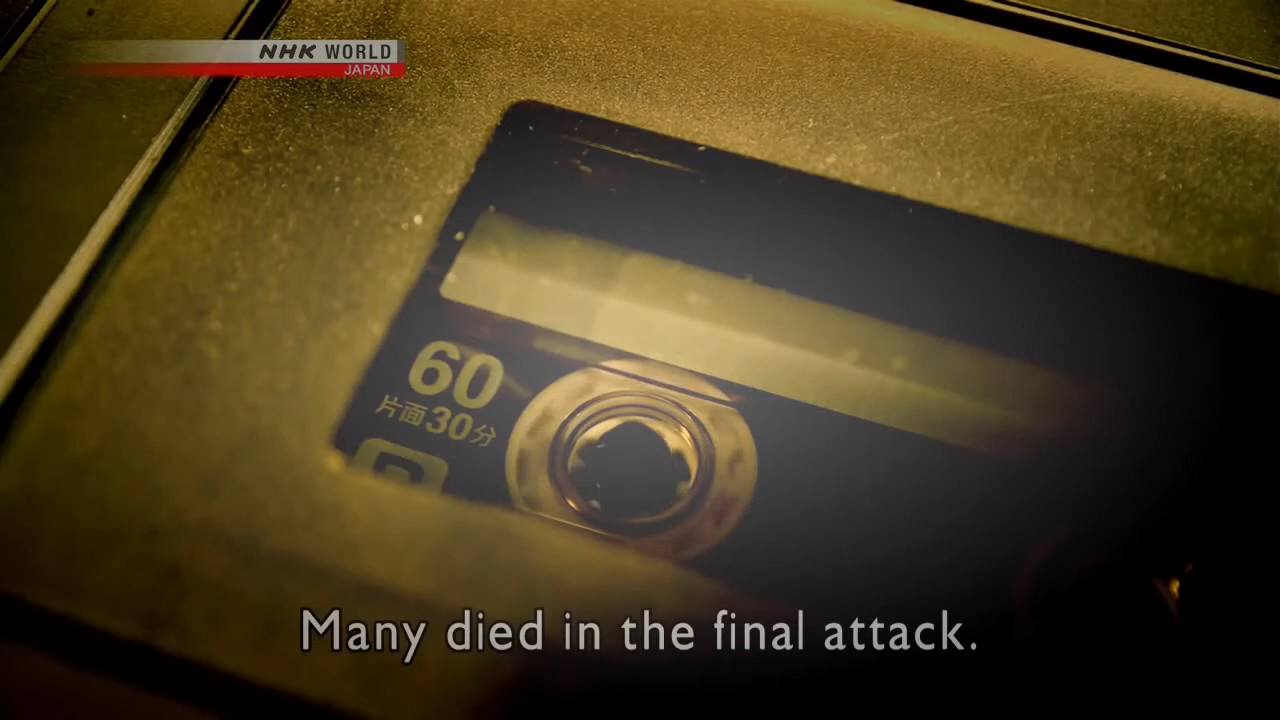 NHK WORLD
JAPAN
60
片面30分
Many died in the final attack.